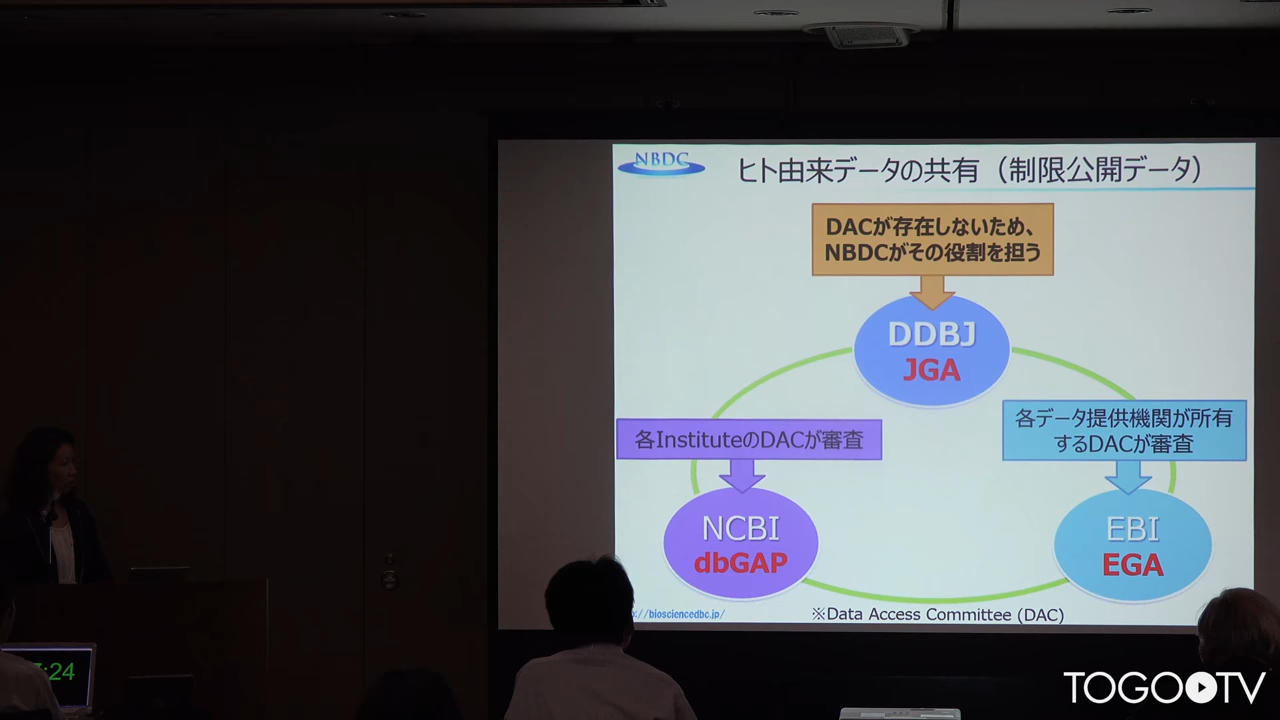 NBDC
ヒト由来データの共有（制限公開データ）
DACが存在しないため、
NBDCがその役割を担う
DDBJ
JGA
各InstituteのDACが審査
各データ提供機関が所有
するDACが審査
NCBI
dbGAP
EBI
EGA
://biosciencedbc.jp/
※Data Access Committee (DAC)
:24
TOGOTV